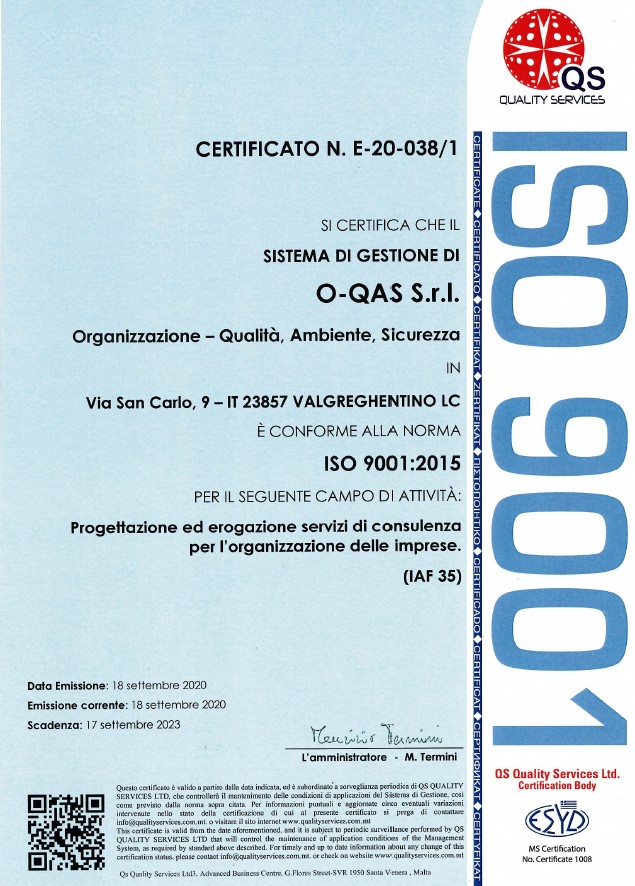 QS
QUALITY SERVICES
CERTIFICATO N. E-20-038/1
SI CERTIFICA CHE IL
SISTEMA DI GESTIONE DI
O-QAS S.r.l.
Organizzazione – Qualità, Ambiente, Sicurezza
IN
Via San Carlo, 9 – IT 23857 VALGREGHENTINO LC
È CONFORME ALLA NORMA
ISO 9001:2015
PER IL SEGUENTE CAMPO DI ATTIVITÀ:
Progettazione ed erogazione servizi di consulenza
per l'organizzazione delle imprese.
(IAF 35)
Data Emissione: 18 settembre 2020
Emissione corrente: 18 settembre 2020
Scadenza: 17 settembre 2023
Maurizio Termini
L'amministratore - M. Termini
Questo certificato è valido a partire dalla data indicata, ed è subordinato a sorveglianza periodica di QS QUALITY
SERVICES LTD, che controllerà il mantenimento delle condizioni di applicazioni del Sistema di Gestione, così
come previsto dalla norma sopra citata. Per informazioni puntuali e aggiornate circa eventuali variazioni
intervenute nello stato della certificazione di cui al presente certificato si prega di contattare
info@qualityservices.com.mt. o visitare il sito internet www.qualityservices.com.mt.
This certificate is valid from the date aforementioned, and it is subject to periodic surveillance performed by QS
QUALITY SERVICES LTD that will control the maintenance of application conditions of the Management
System, as required by standard above described. For timely and up to date information about any change of this
certification status, please contact info@qualityservices.com.mt. or check on website www.qualityservices.com.mt
Qs Quality Services Ltd3, Advanced Business Centre, G.Flores Street-SVR 1950 Santa Venera , Malta
CERTIFICATE ◆ CERTIFICATO ◆ CERTIFIKAT ◆ ZERTIFIKAT ◆ ΠΙΣΤΟΠΟΙΗΤΙΚΟ ◆ CERTIFICADO ◆ CERTIFICAT ◆ СЕРТИФИКАТ ◆ CERTYFIKAT
ISO 9001
QS Quality Services Ltd.
Certification Body
ESYD
MS Certification
No. Certificate 1008